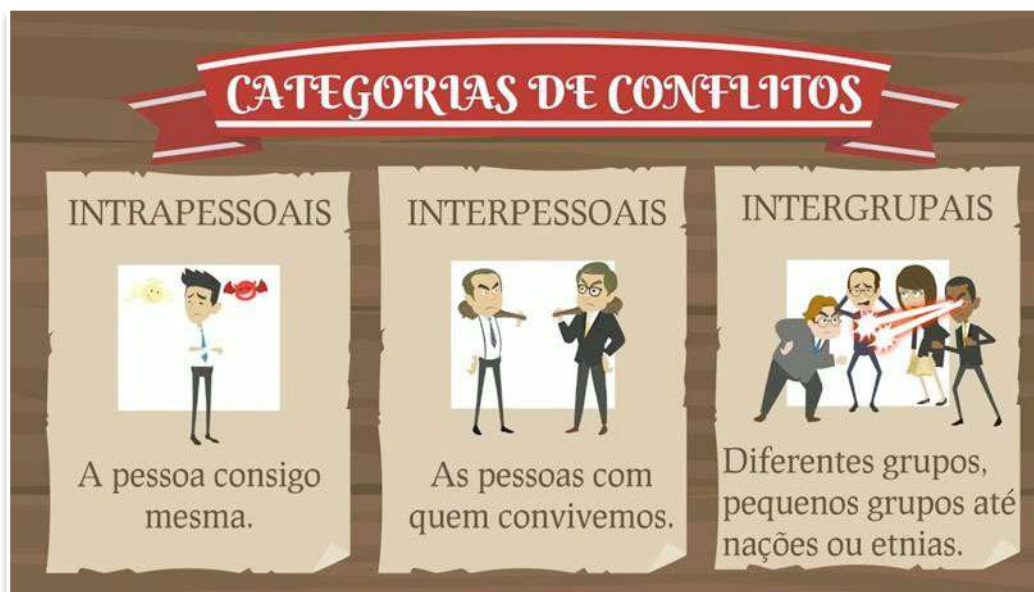 CATEGORIAS DE CONFLITOS
INTRAPESSOAIS
A pessoa consigo
mesma.
INTERPESSOAIS
As pessoas com
quem convivemos.
INTERGRUPAIS
Diferentes grupos,
pequenos grupos até
nações ou etnias.